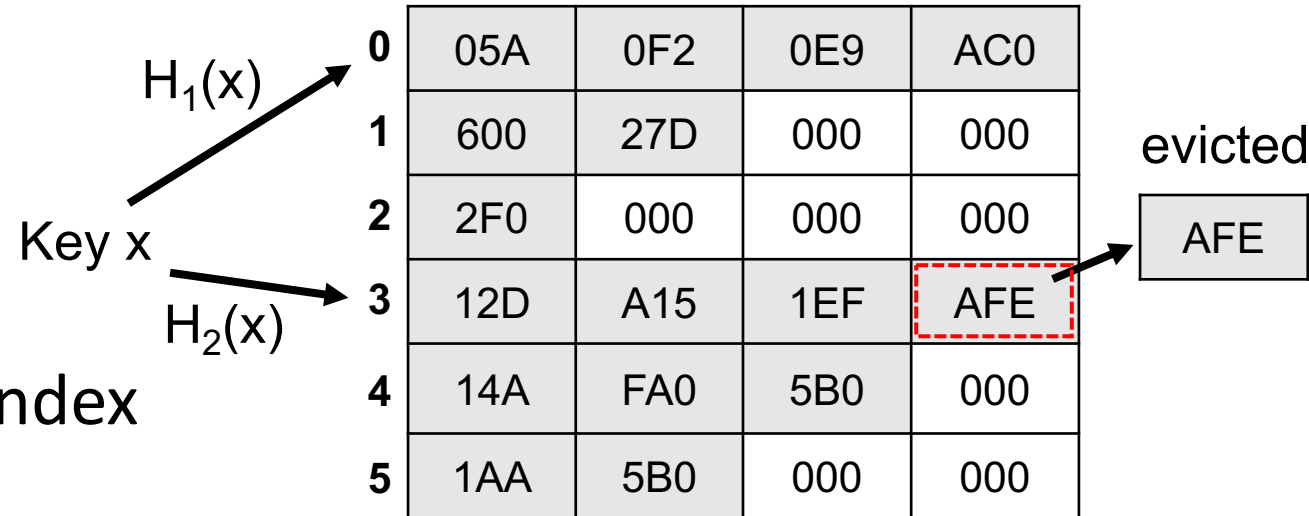 H₁(x)
Key x
H₂(x)
ndex
0 05A 0F2 0E9 AC0
1 600 27D 000 000
2 2F0 000 000 000
3 12D A15 1EF AFE
4 14A FA0 5B0 000
5 1AA 5B0 000 000
evicted
AFE